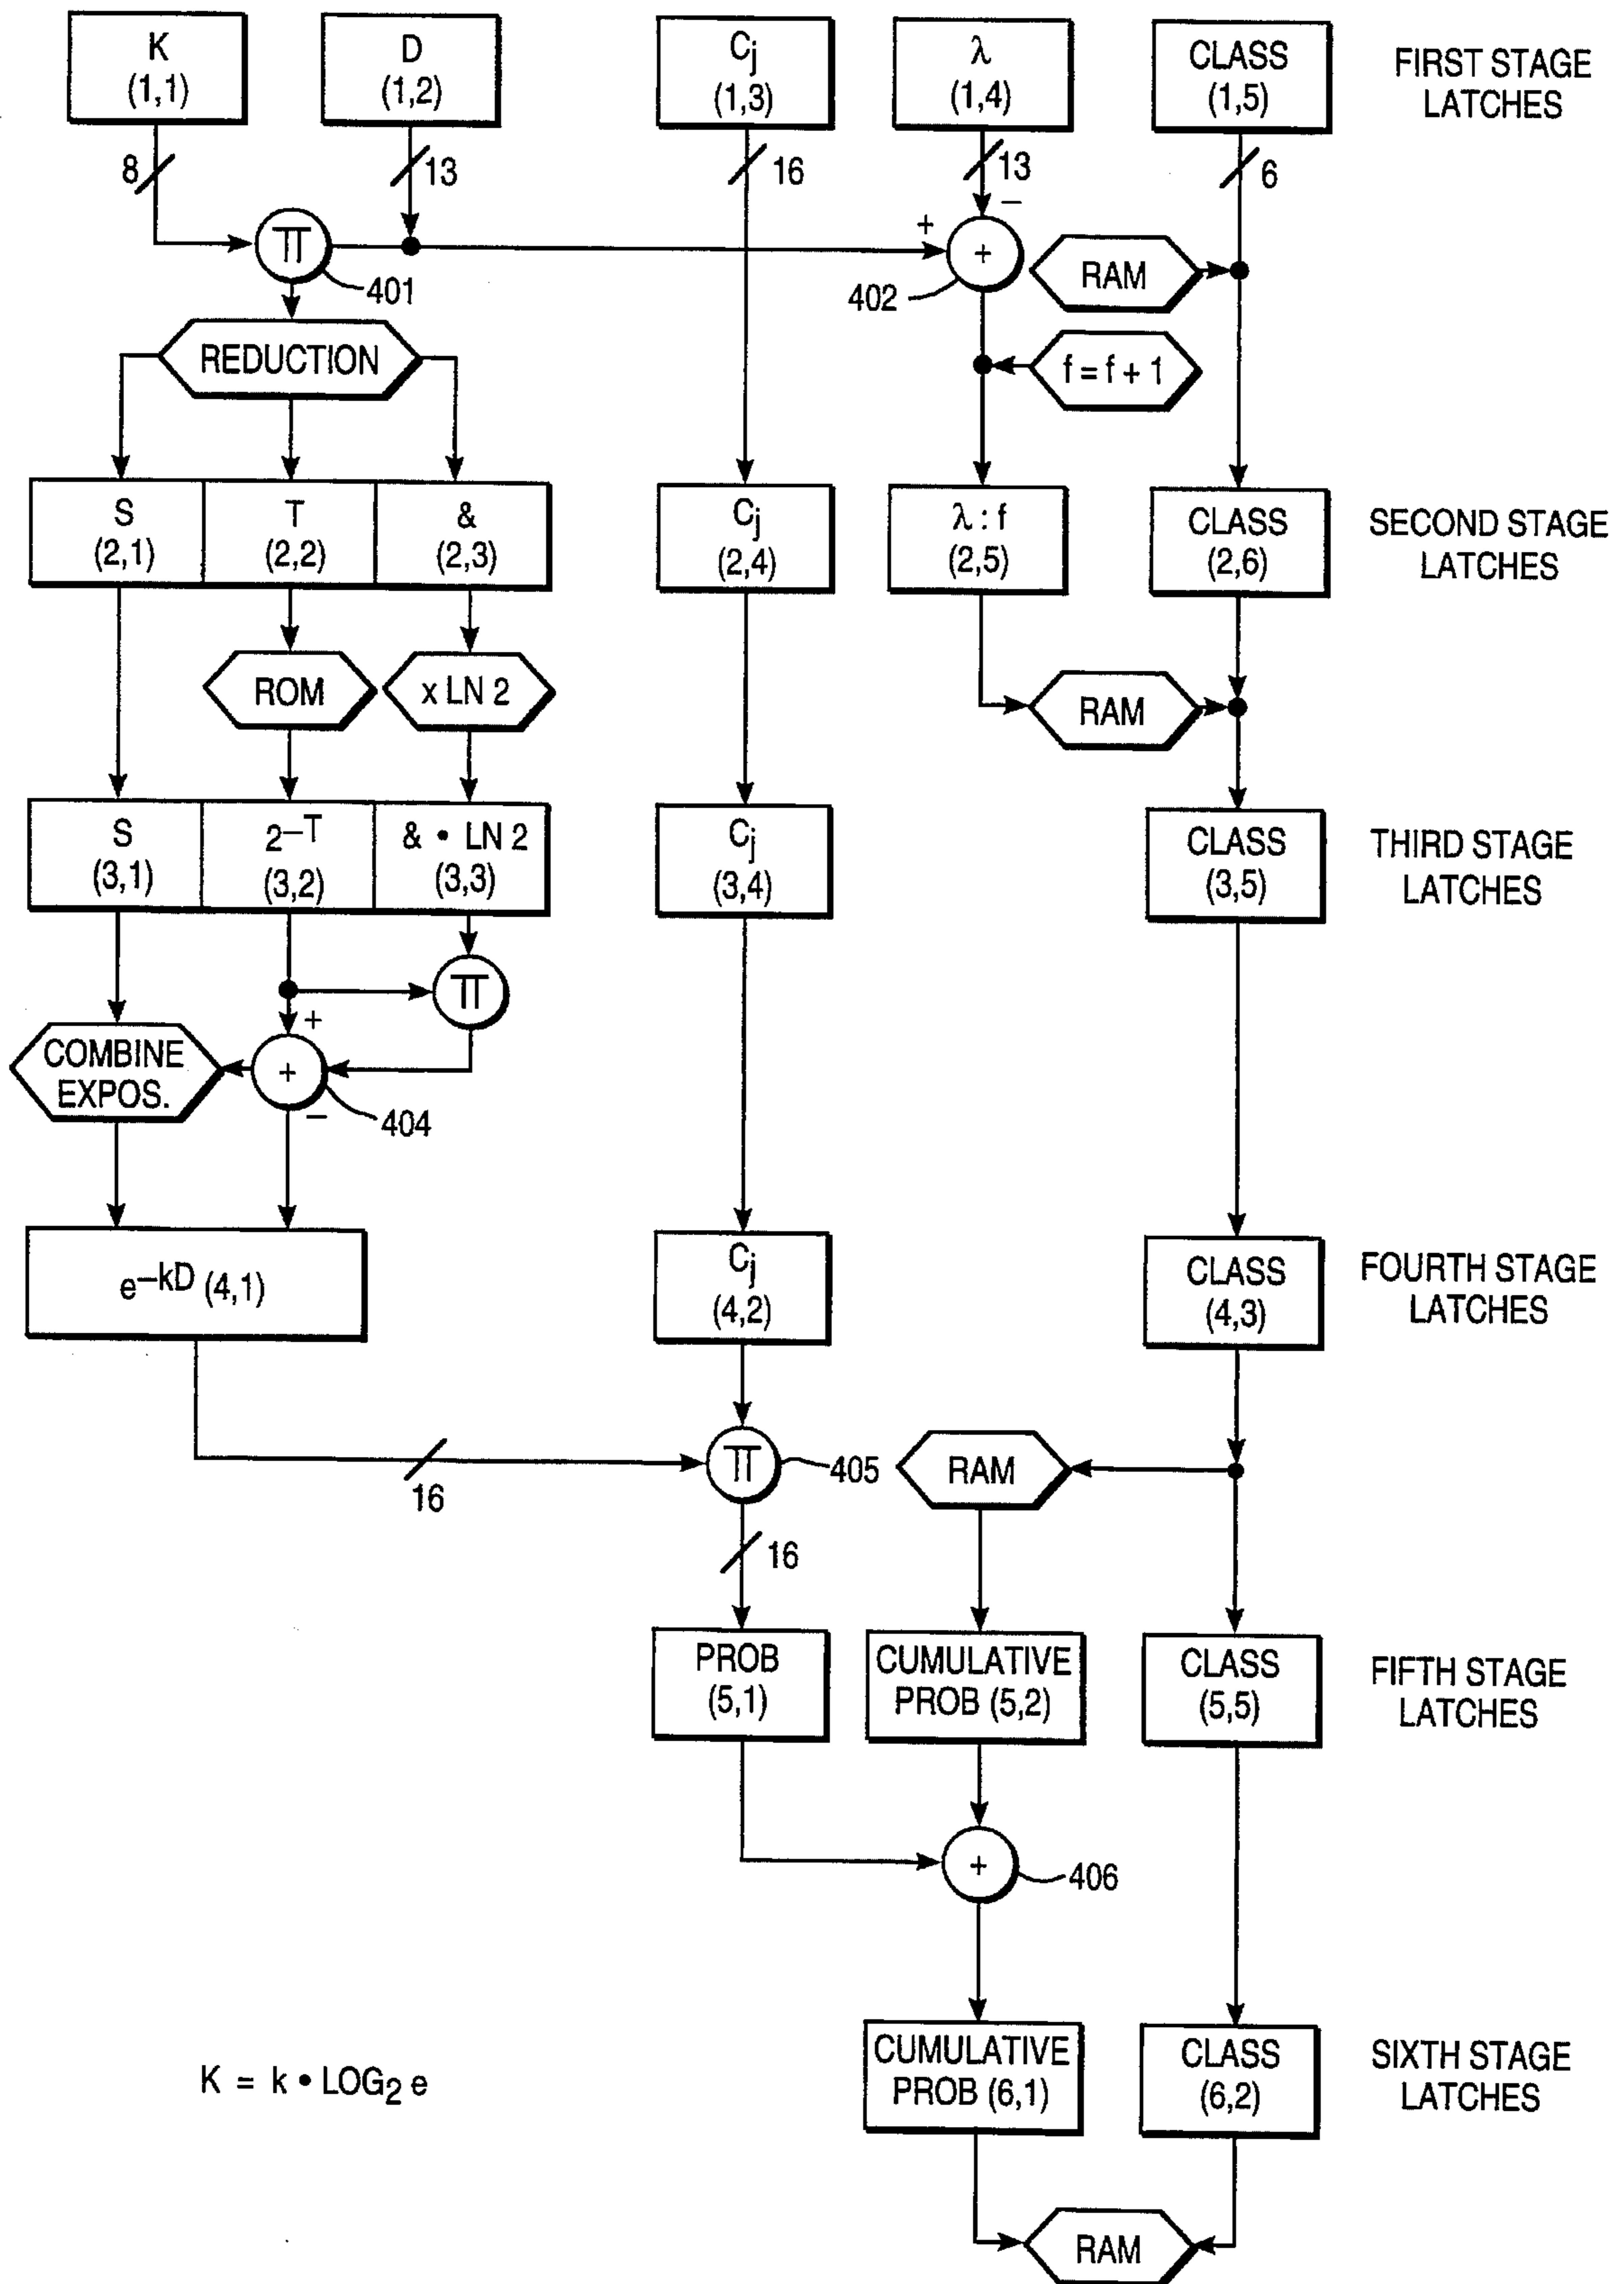 K
(1,1)
D
(1,2)
Cj
(1,3)
λ
(1,4)
CLASS
(1,5)
FIRST STAGE
LATCHES
8
13
16
13
6
−
+
∏
401
+
402
RAM
REDUCTION
f = f + 1
S
(2,1)
T
(2,2)
&
(2,3)
Cj
(2,4)
λ : f
(2,5)
CLASS
(2,6)
SECOND STAGE
LATCHES
ROM
x LN 2
RAM
S
(3,1)
2–T
(3,2)
& • LN 2
(3,3)
Cj
(3,4)
CLASS
(3,5)
THIRD STAGE
LATCHES
∏
+
COMBINE
EXPOS.
+
−
404
e–kD (4,1)
Cj
(4,2)
CLASS
(4,3)
FOURTH STAGE
LATCHES
16
∏
405
RAM
16
PROB
(5,1)
CUMULATIVE
PROB (5,2)
CLASS
(5,5)
FIFTH STAGE
LATCHES
+
406
K = k • LOG2 e
CUMULATIVE
PROB (6,1)
CLASS
(6,2)
SIXTH STAGE
LATCHES
RAM